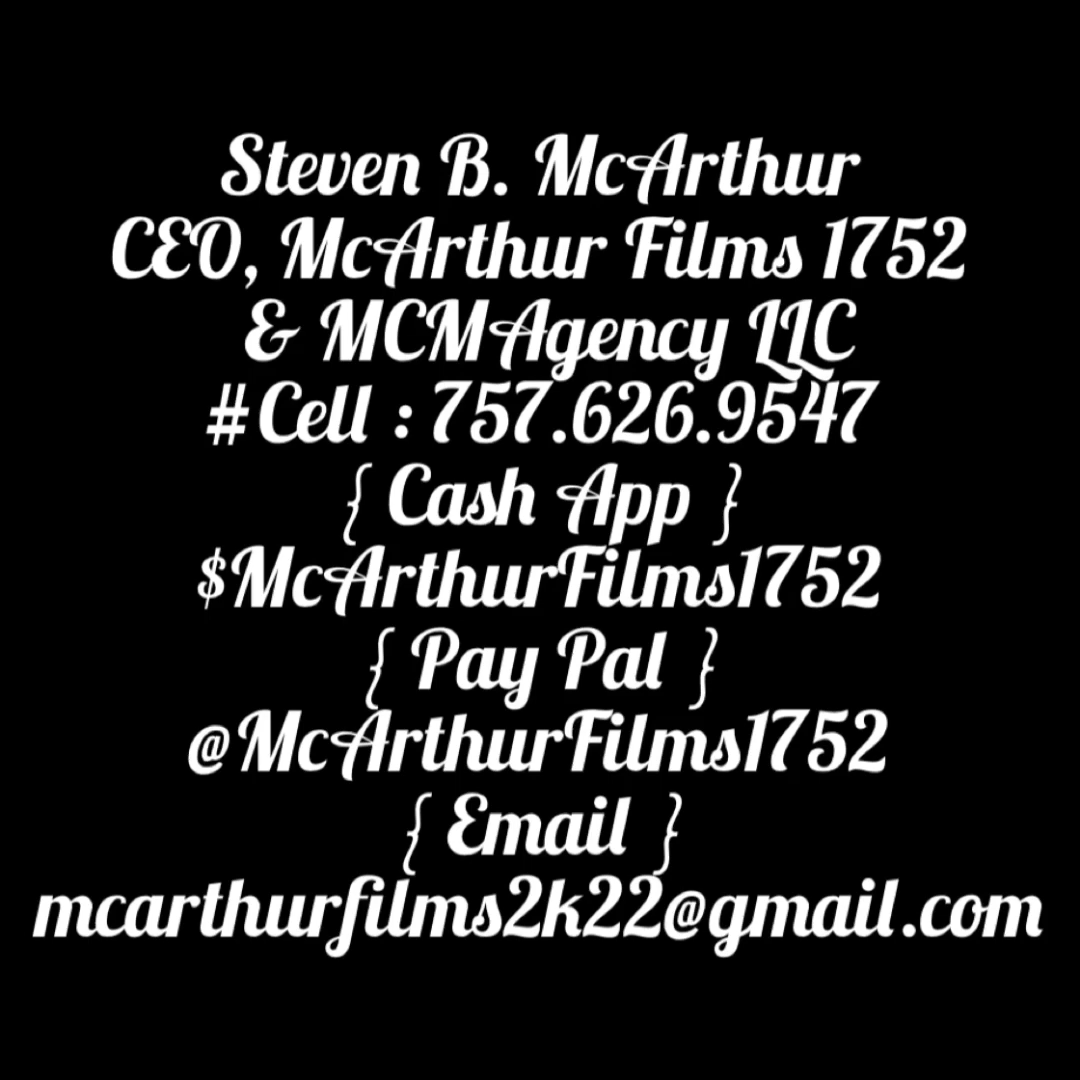 Steven B. McArthur
CEO, McArthur Films 1752
& MCMAgency LLC
#Cell : 757.626.9547
{ Cash App }
$McArthurFilms1752
{ Pay Pal }
@McArthurFilms1752
{ Email }
mcarthurfilms2k22@gmail.com